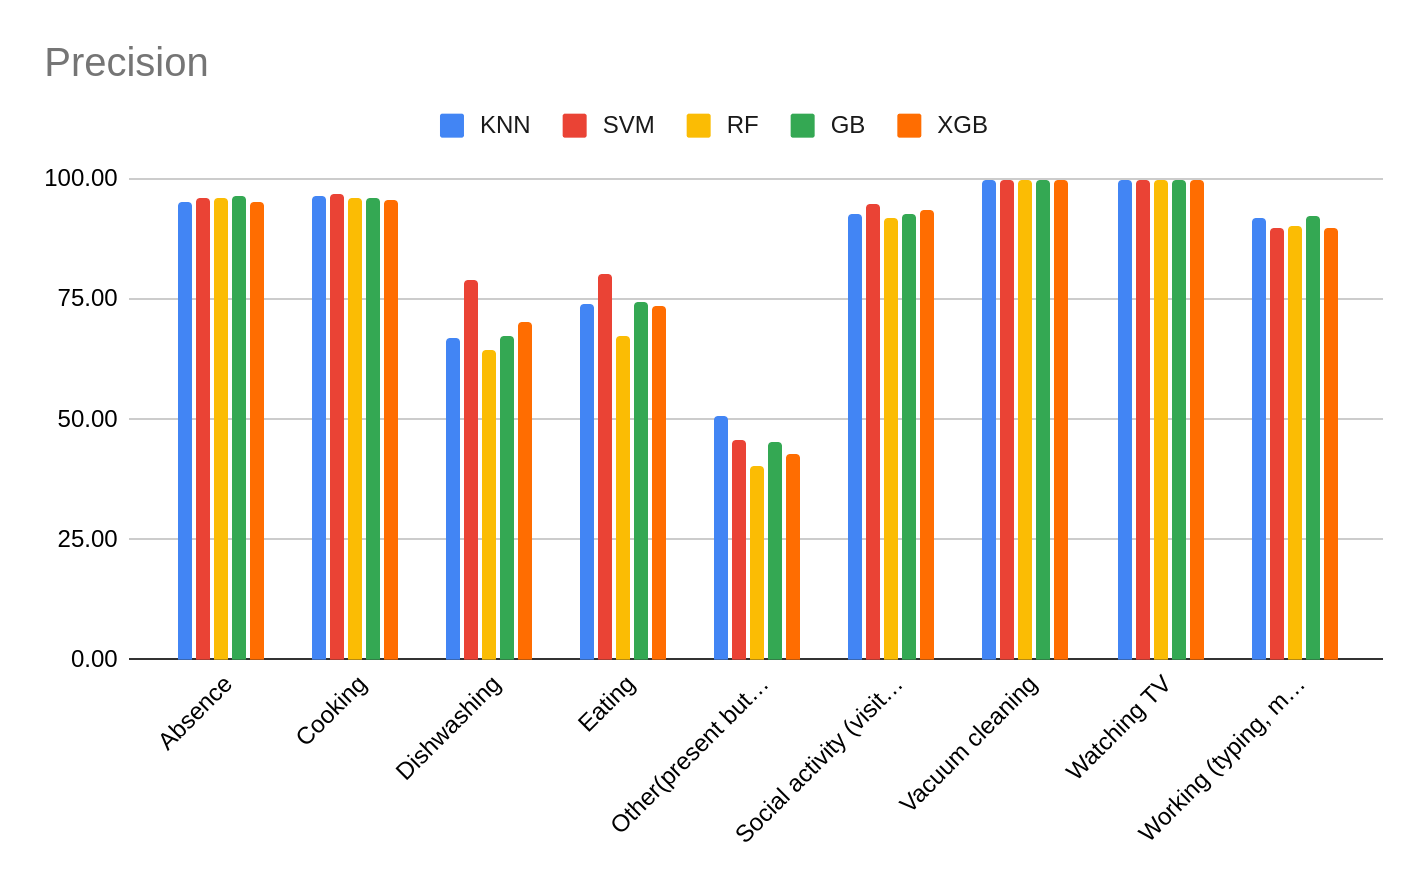 Precision
KNN SVM RF GB XGB
100.00
75.00
50.00
25.00
0.00
Absence
Cooking
Dishwashing
Eating
Other(present but…
Social activity (visit…
Vacuum cleaning
Watching TV
Working (typing, m…